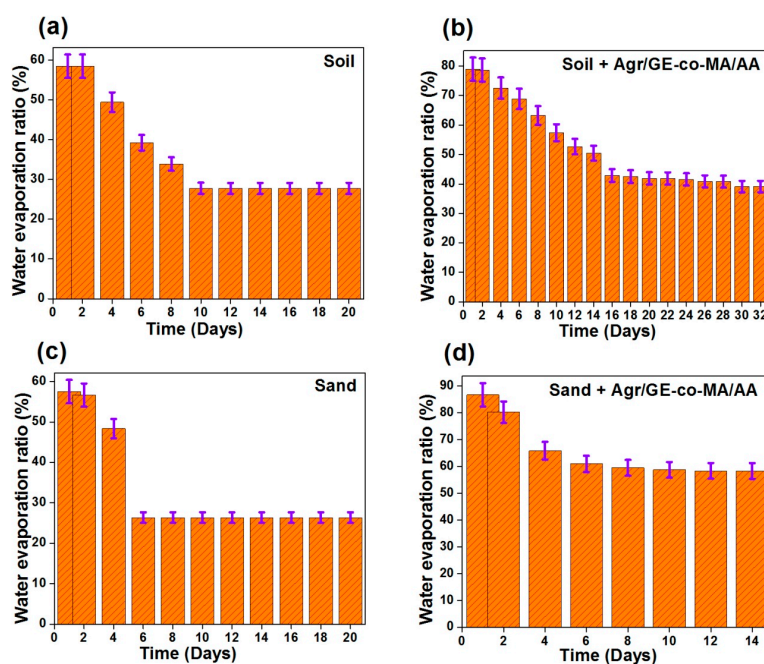 (a)
Soil
Water evaporation ratio (%)
60
50
40
30
20
10
0
0 2 4 6 8 10 12 14 16 18 20
Time (Days)
(b)
Soil + Agr/GE-co-MA/AA
Water evaporation ratio (%)
80
70
60
50
40
30
20
10
0
0 2 4 6 8 10 12 14 16 18 20 22 24 26 28 30 32
Time (Days)
(c)
Sand
Water evaporation ratio (%)
60
50
40
30
20
10
0
0 2 4 6 8 10 12 14 16 18 20
Time (Days)
(d)
Sand + Agr/GE-co-MA/AA
Water evaporation ratio (%)
90
80
70
60
50
40
30
20
10
0
0 2 4 6 8 10 12 14
Time (Days)